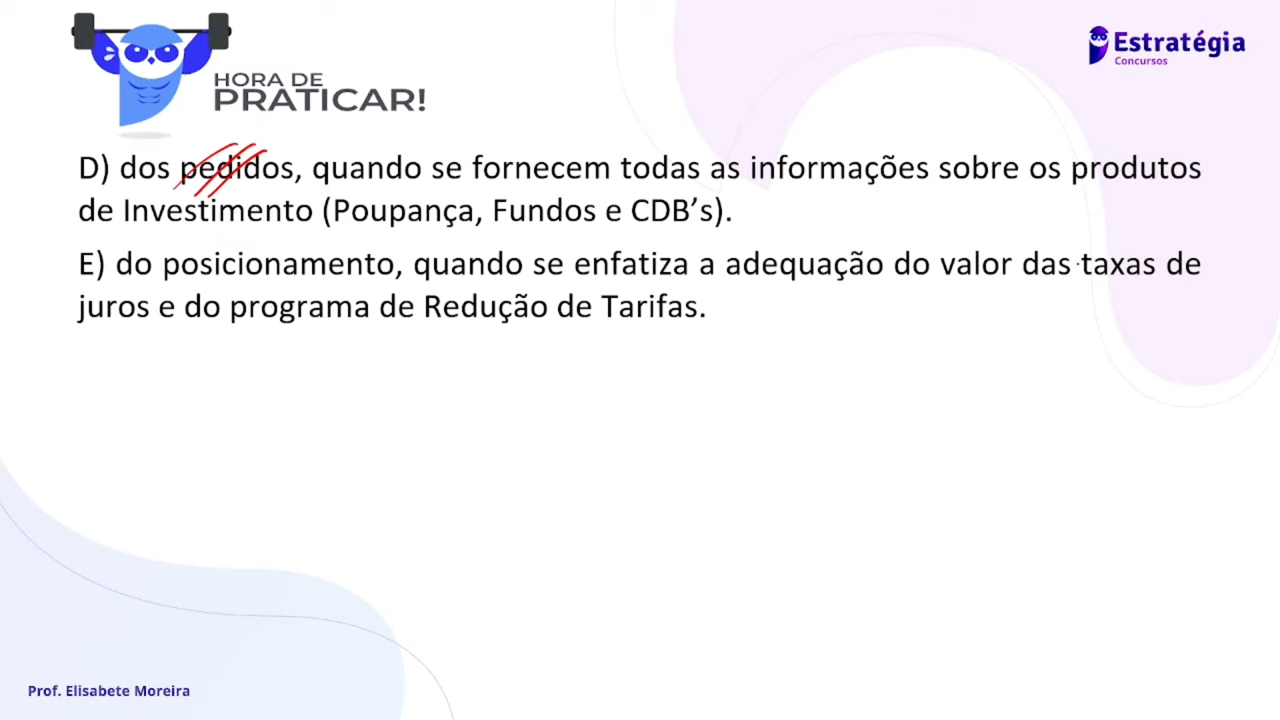 HORA DE
PRATICAR!
Estratégia
Concursos
D) dos pedidos, quando se fornecem todas as informações sobre os produtos
de Investimento (Poupança, Fundos e CDB’s).
E) do posicionamento, quando se enfatiza a adequação do valor das taxas de
juros e do programa de Redução de Tarifas.
Prof. Elisabete Moreira